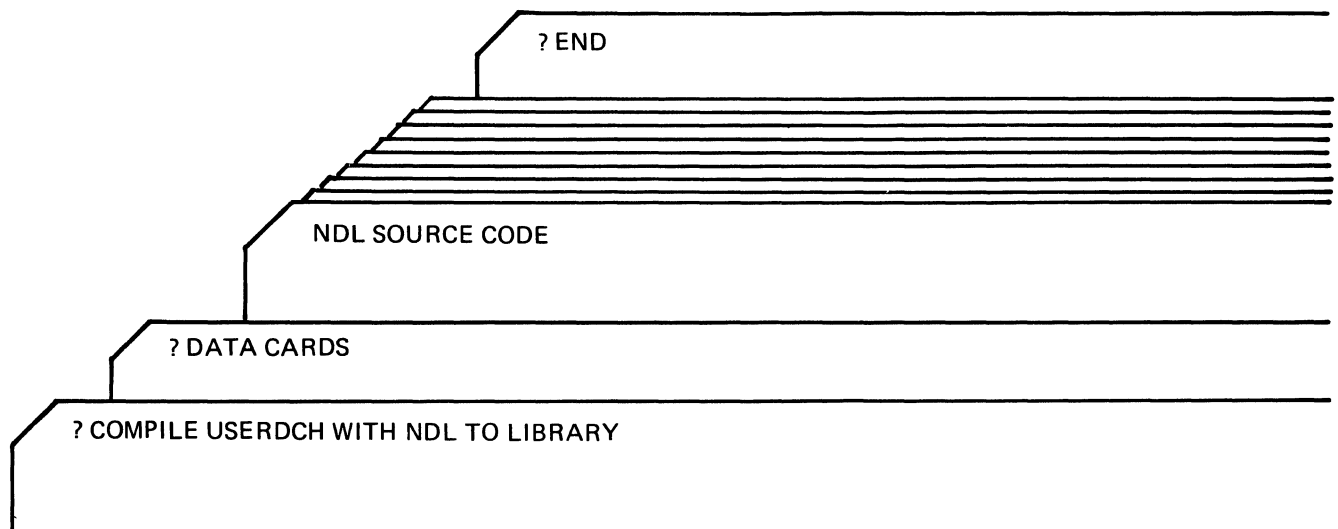 ? END
NDL SOURCE CODE
? DATA CARDS
? COMPILE USERDCH WITH NDL TO LIBRARY